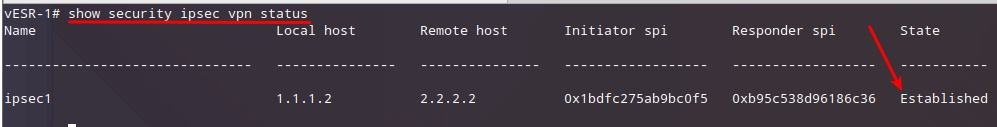 vESR-1# show security ipsec vpn status
Name Local host Remote host Initiator spi Responder spi State
------------------------------- --------------- --------------- ------------------ ------------------ -----------
ipsec1 1.1.1.2 2.2.2.2 0x1bdfc275ab9bc0f5 0xb95c538d96186c36 Established